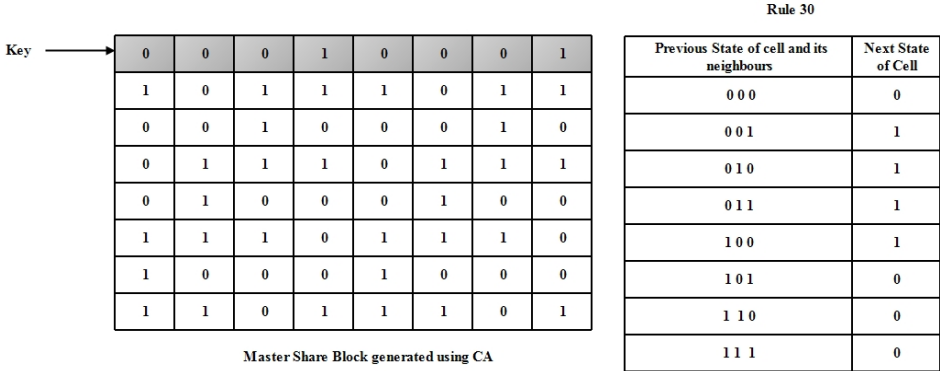 Rule 30
Key
0 0 0 1 0 0 0 1
1 0 1 1 1 0 1 1
0 0 1 0 0 0 1 0
0 1 1 1 0 1 1 1
0 1 0 0 0 1 0 0
1 1 1 0 1 1 1 0
1 0 0 0 1 0 0 0
1 1 0 1 1 1 0 1
Master Share Block generated using CA
Previous State of cell and its
neighbours
Next State
of Cell
0 0 0 0
0 0 1 1
0 1 0 1
0 1 1 1
1 0 0 1
1 0 1 0
1 1 0 0
1 1 1 0